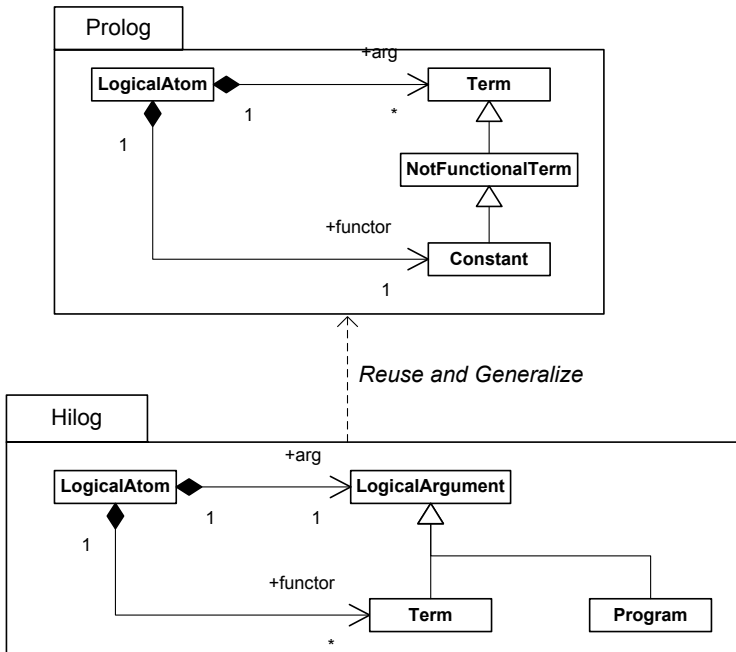 Prolog
+arg
LogicalAtom
Term
1
*
1
NotFunctionalTerm
+functor
Constant
1
Reuse and Generalize
Hilog
+arg
LogicalAtom
LogicalArgument
1
1
1
+functor
Term
Program
*